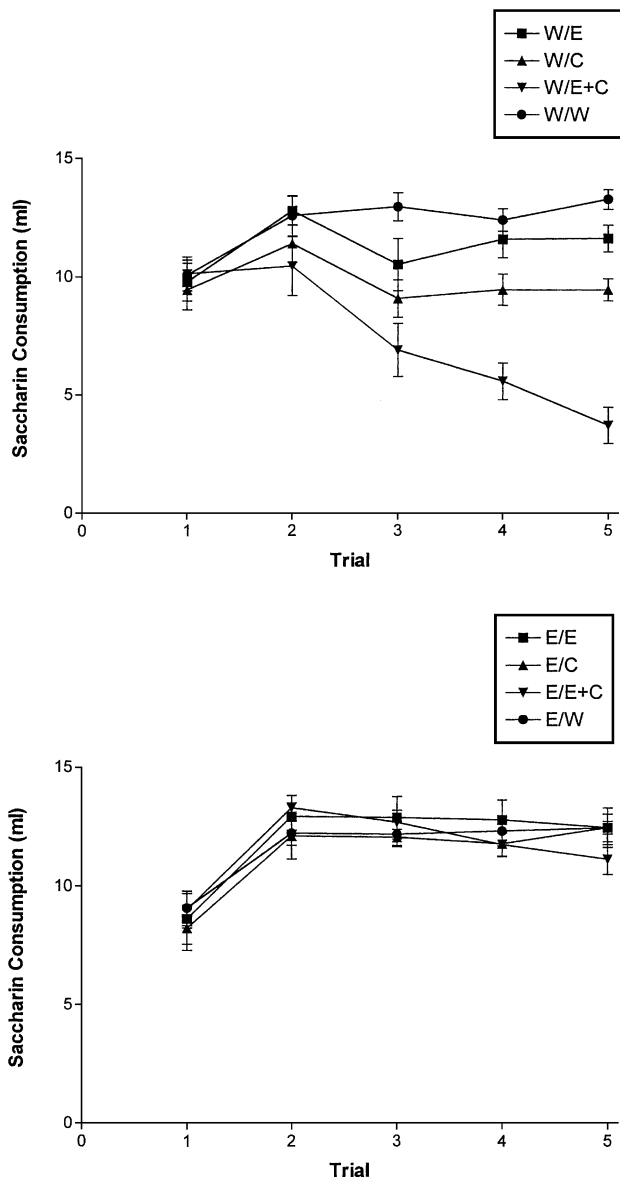 W/E
W/C
W/E+C
W/W
15
10
5
0
Saccharin Consumption (ml)
0 1 2 3 4 5
Trial
E/E
E/C
E/E+C
E/W
15
10
5
0
Saccharin Consumption (ml)
0 1 2 3 4 5
Trial